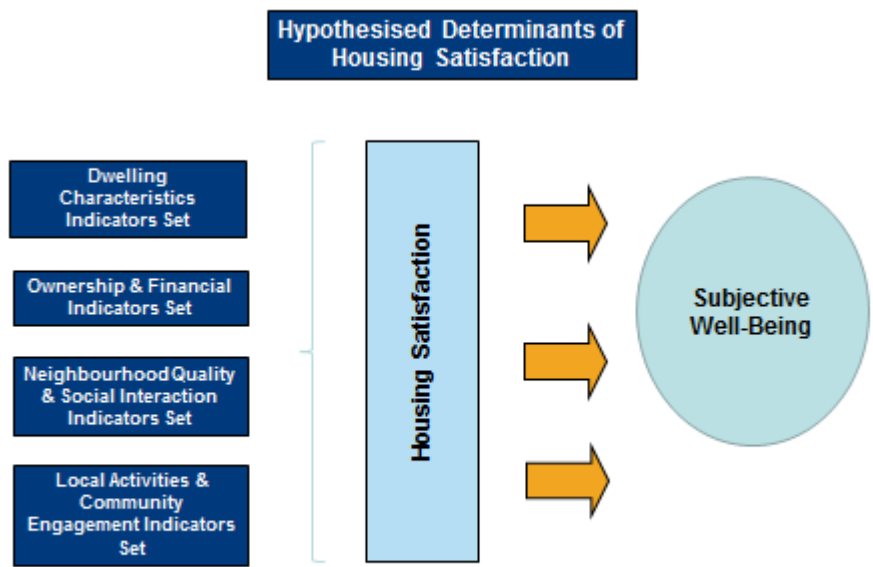 Hypothesised Determinants of
Housing Satisfaction
Dwelling
Characteristics
Indicators Set
Ownership & Financial
Indicators Set
Neighbourhood Quality
& Social Interaction
Indicators Set
Local Activities &
Community
Engagement Indicators
Set
Housing Satisfaction
Subjective
Well-Being